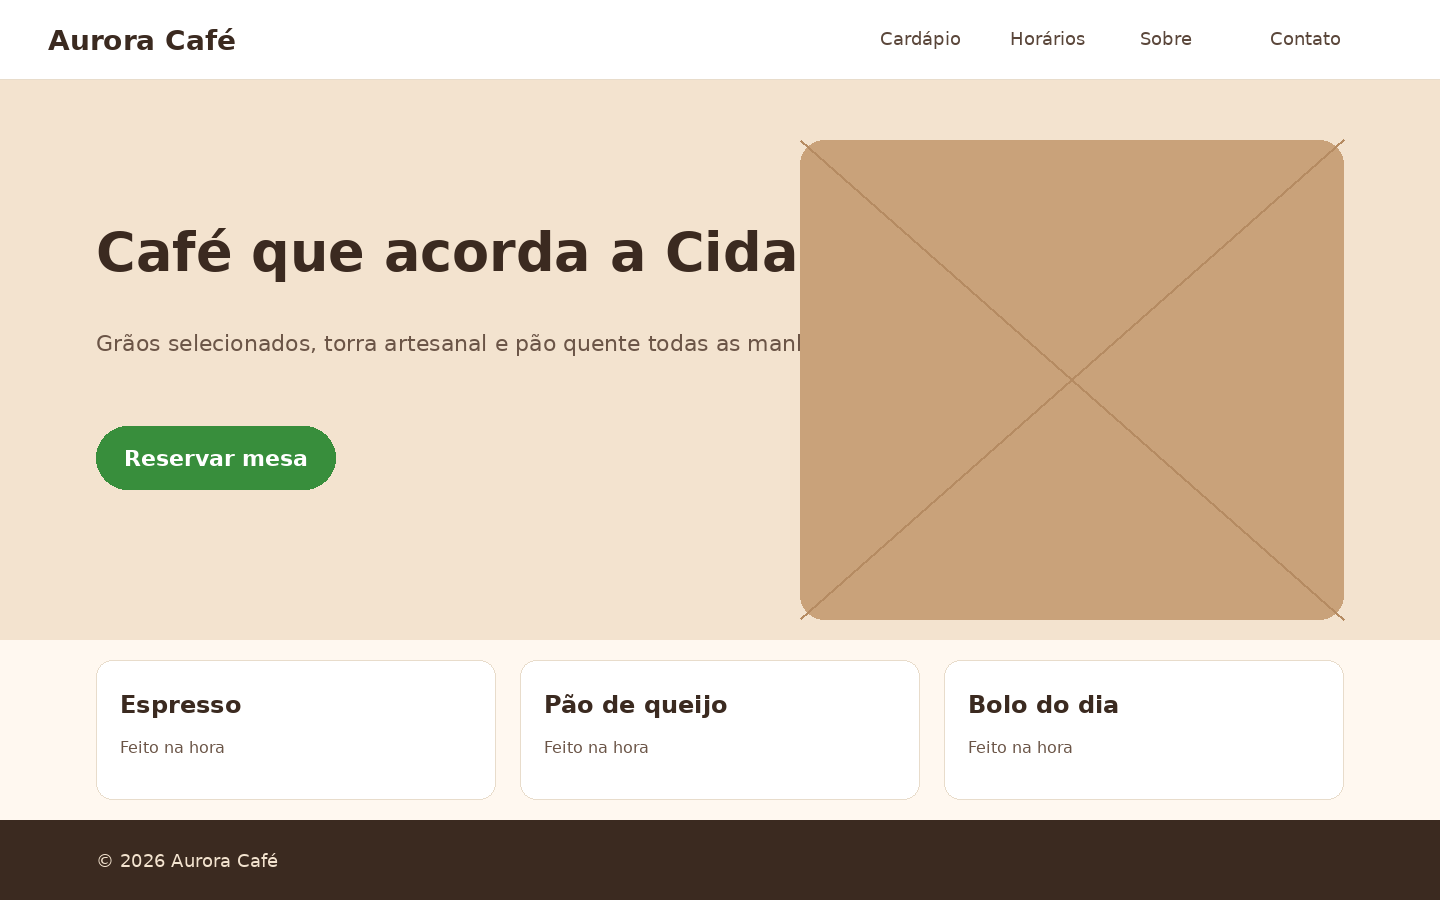 Aurora Café
Cardápio Horários Sobre Contato
Café que acorda a Cida
Grãos selecionados, torra artesanal e pão quente todas as
Reservar mesa
Espresso
Feito na hora
Pão de queijo
Feito na hora
Bolo do dia
Feito na hora
© 2026 Aurora Café